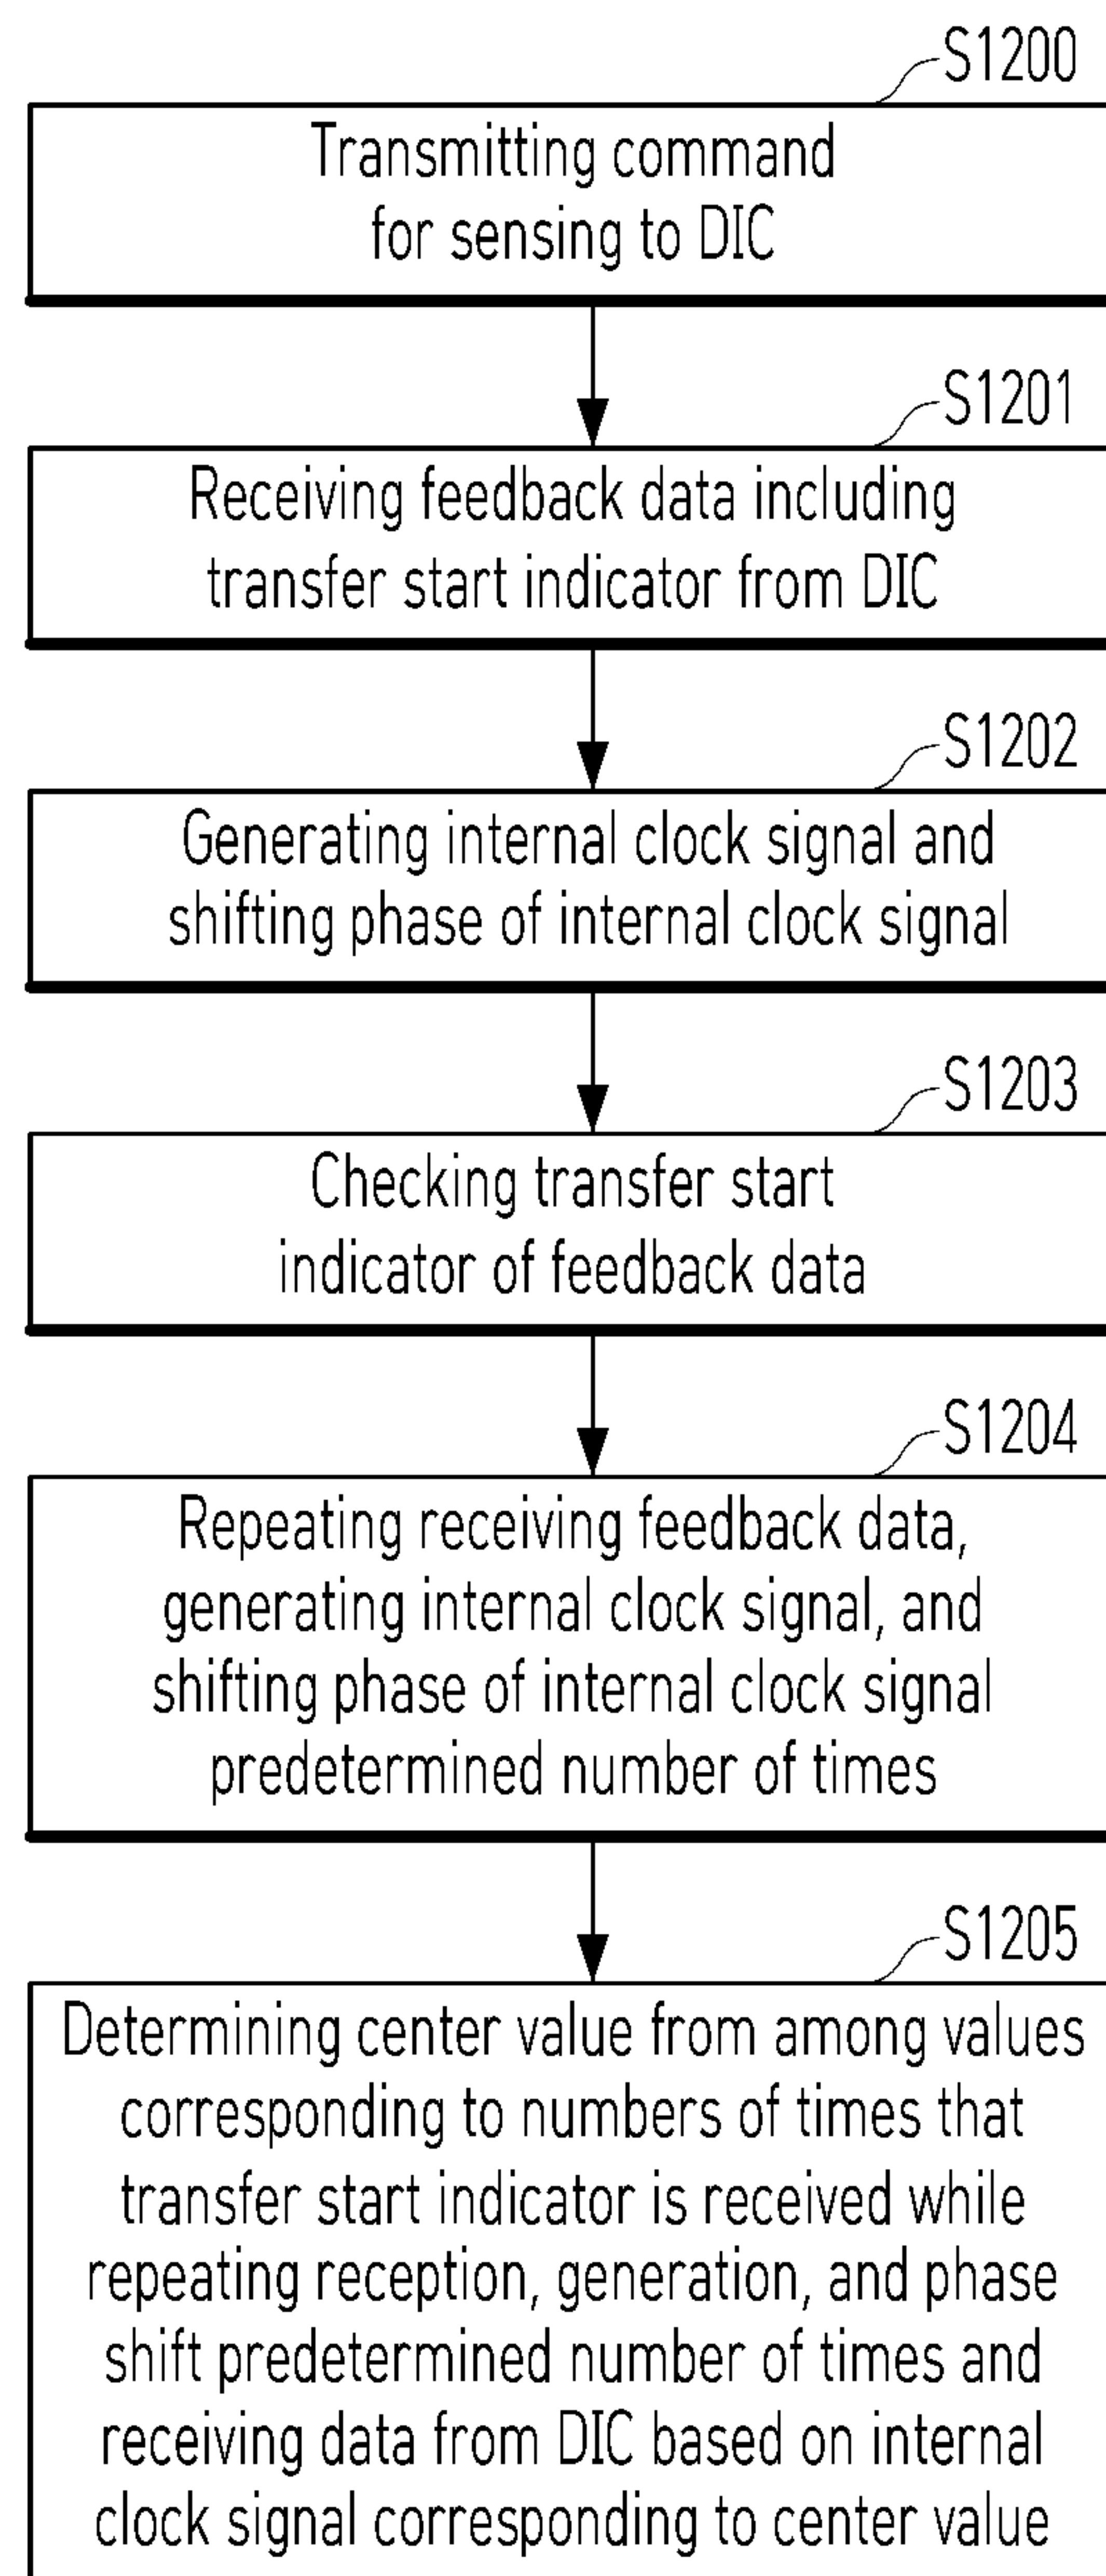 S1200
Transmitting command
for sensing to DIC
S1201
Receiving feedback data including
transfer start indicator from DIC
S1202
Generating internal clock signal and
shifting phase of internal clock signal
S1203
Checking transfer start
indicator of feedback data
S1204
Repeating receiving feedback data,
generating internal clock signal, and
shifting phase of internal clock signal
predetermined number of times
S1205
Determining center value from among values
corresponding to numbers of times that
transfer start indicator is received while
repeating reception, generation, and phase
shift predetermined number of times and
receiving data from DIC based on internal
clock signal corresponding to center value